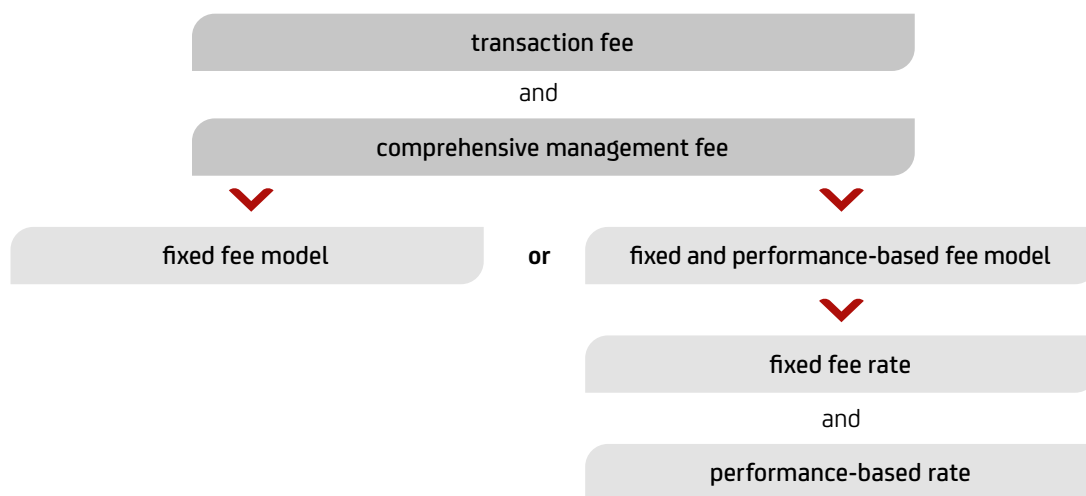 transaction fee
and
comprehensive management fee
fixed fee model
or
fixed and performance-based fee model
fixed fee rate
and
performance-based rate